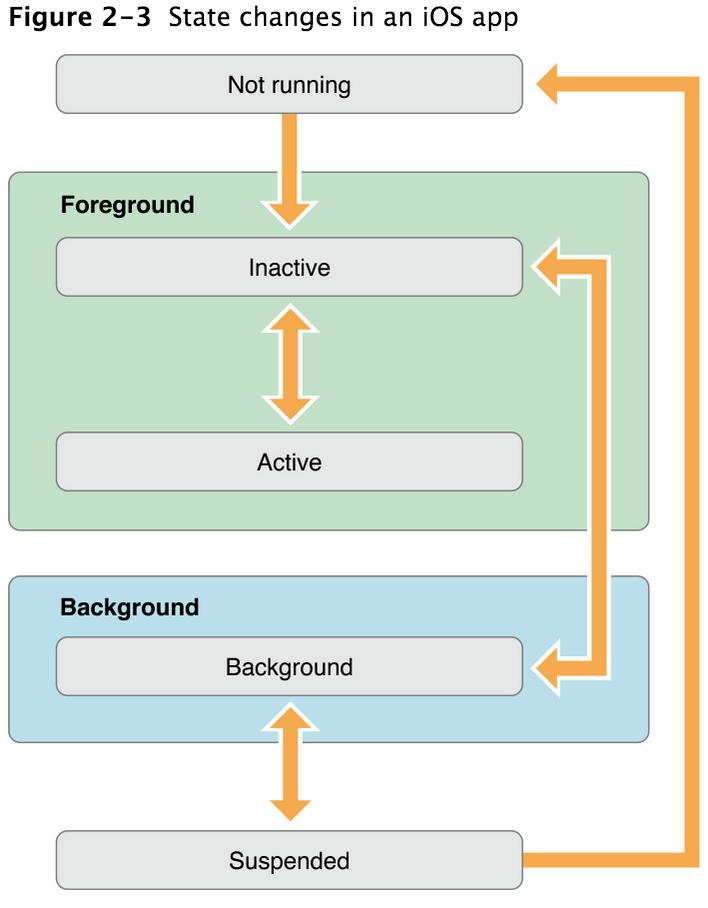 Figure 2-3 State changes in an iOS app
Not running
Foreground
Inactive
Active
Background
Background
Suspended